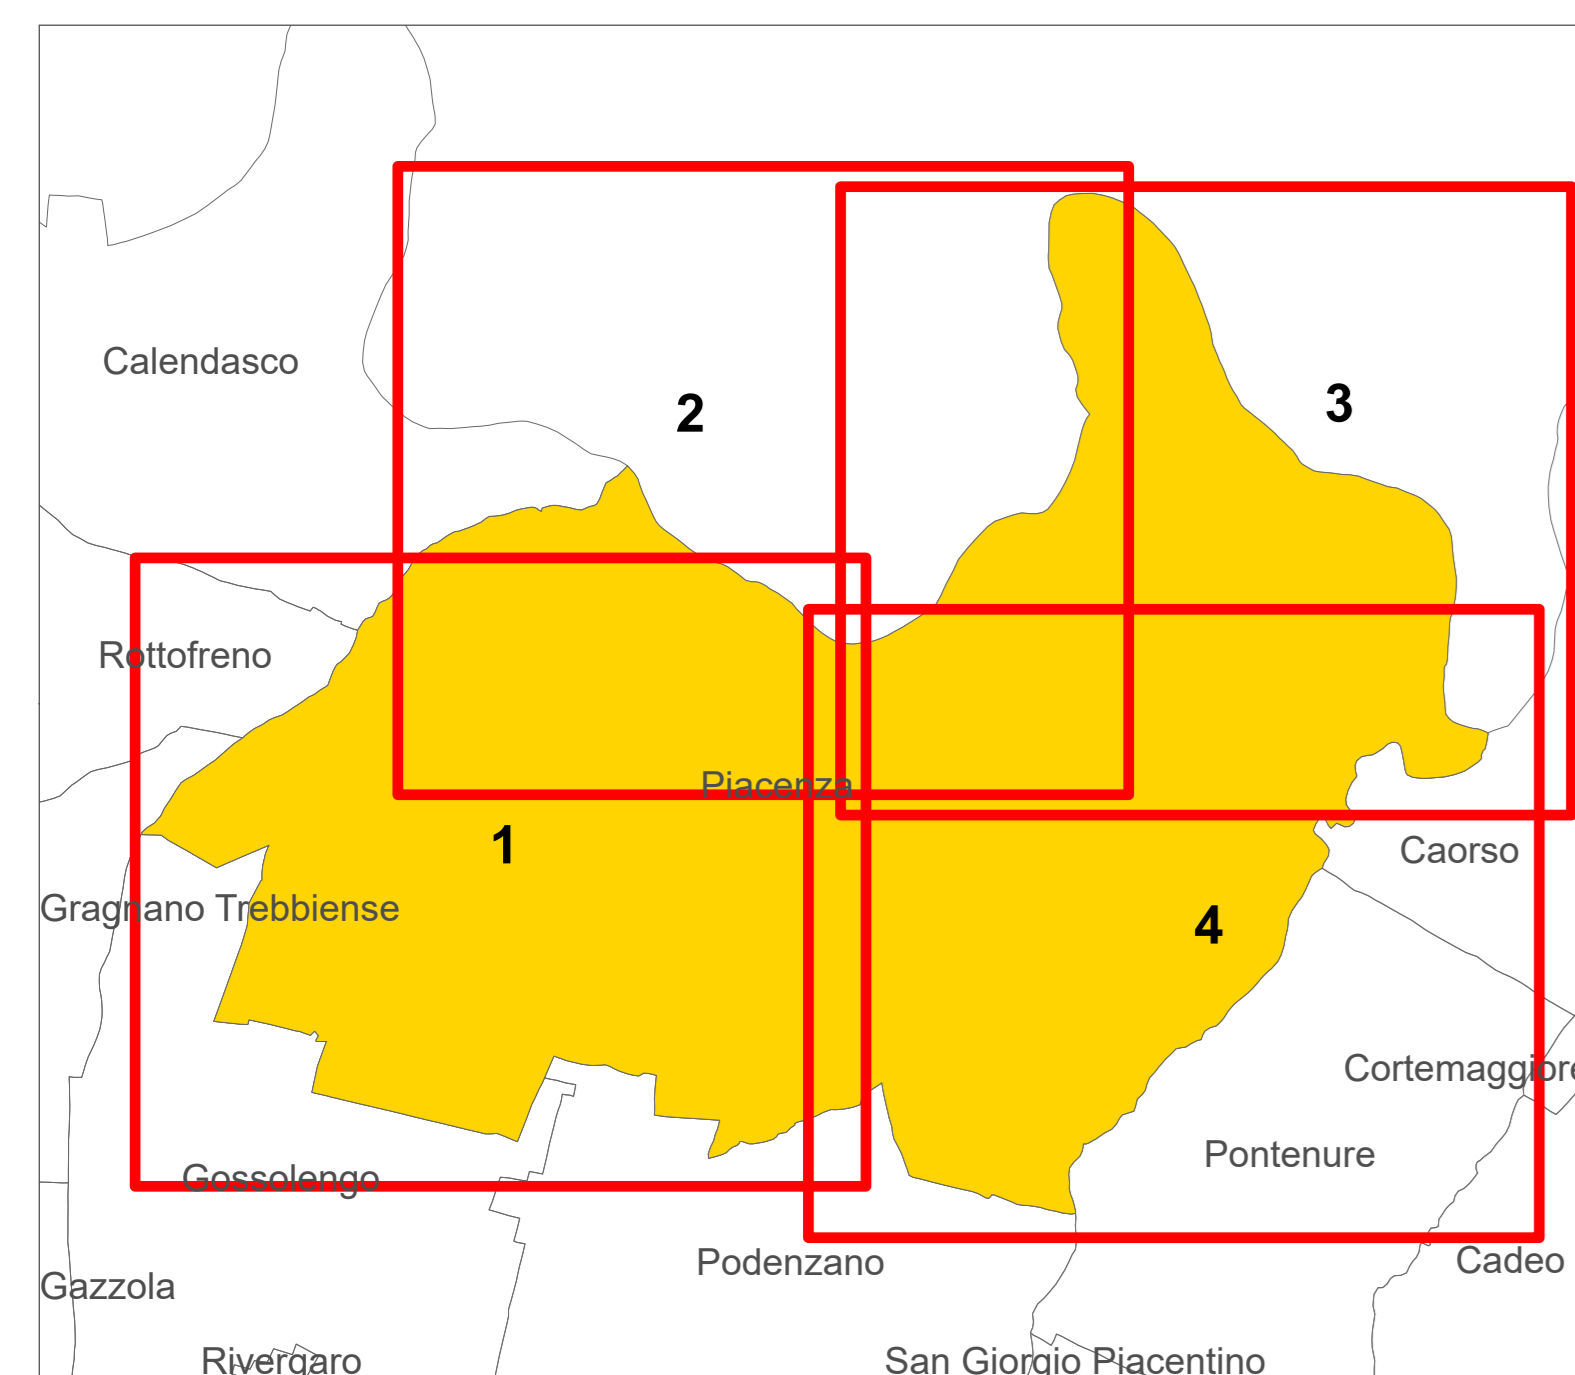 Calendasco
2
3
Rottofreno
Piacenza
1
Caorso
Gragnano Trebbiense
4
Cortemaggiore
Pontenure
Gossolengo
Podenzano
Cadeo
Gazzola
Rivergaro
San Giorgio Piacentino